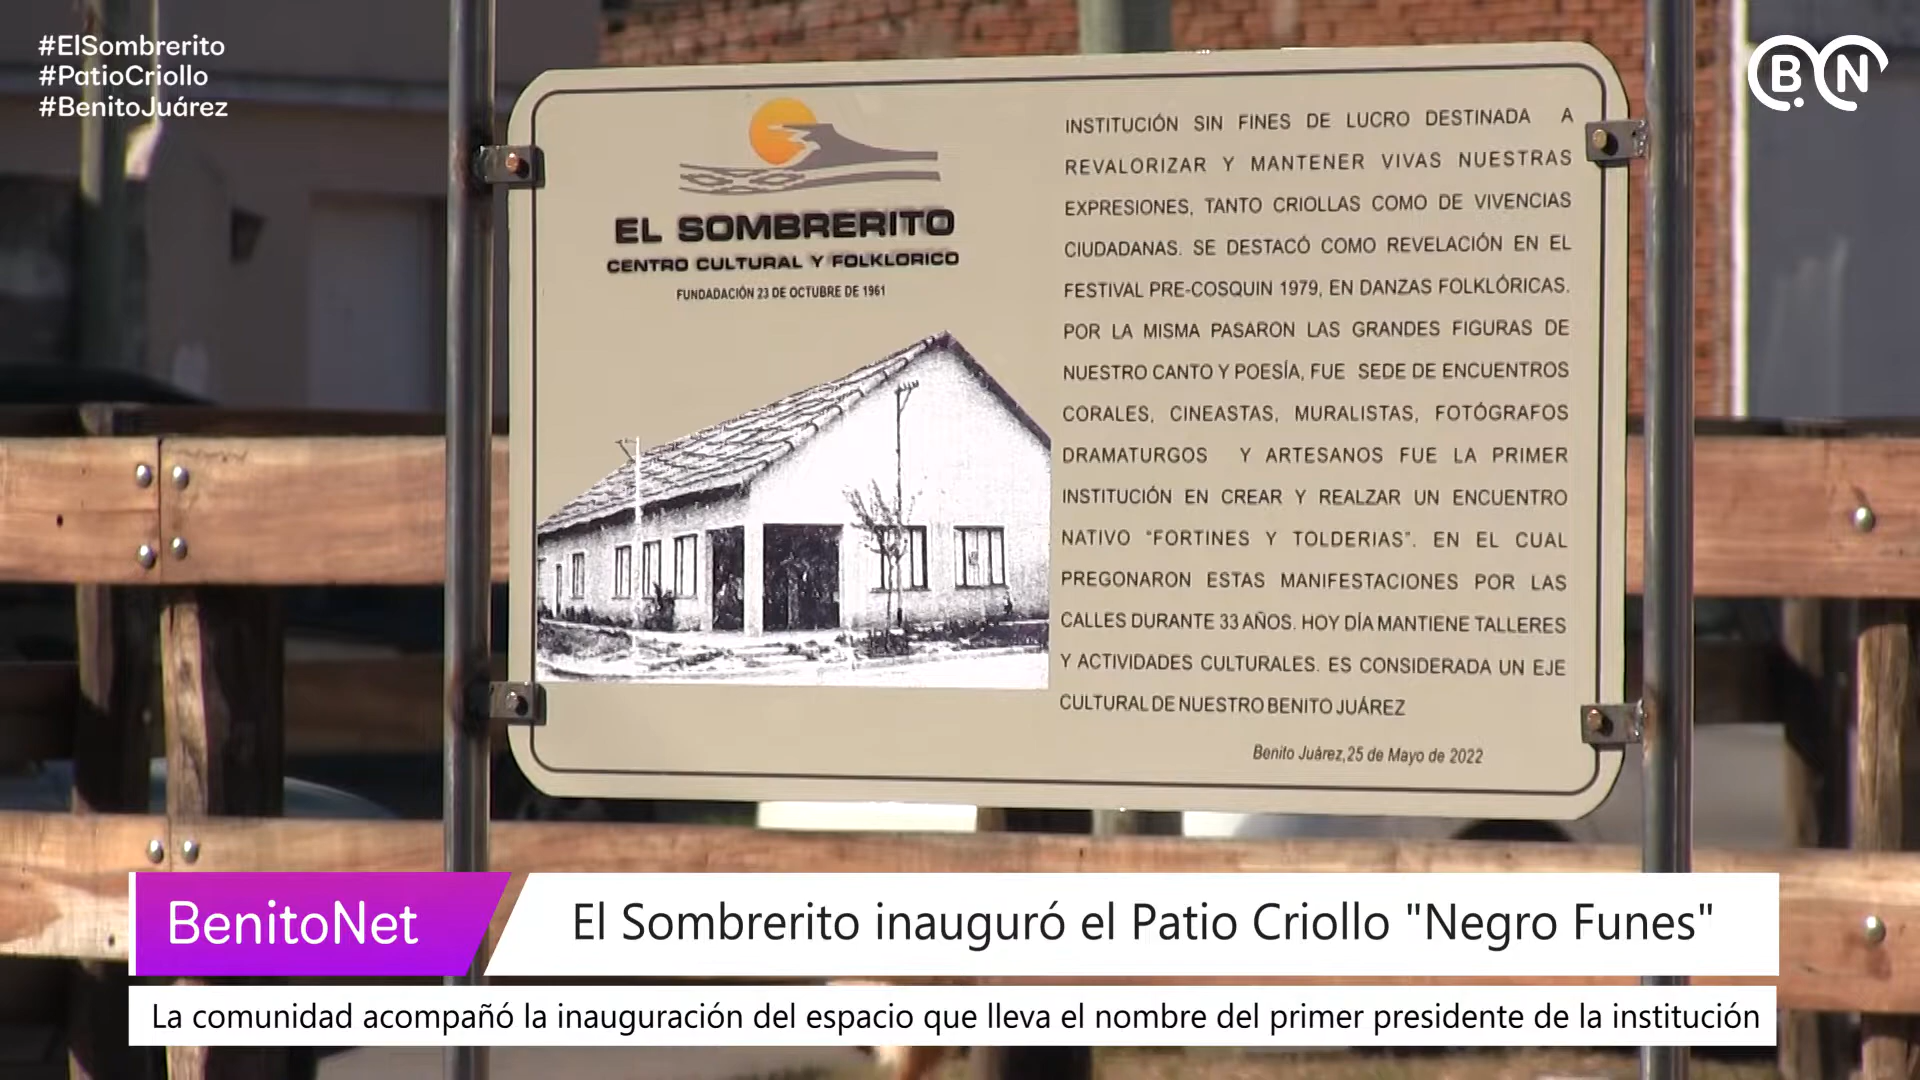 #ElSombrerito
#PatioCriollo
#BenitoJuárez
BN
EL SOMBRERITO
CENTRO CULTURAL Y FOLKLORICO
FUNDADACIÓN 23 DE OCTUBRE DE 1961
INSTITUCIÓN SIN FINES DE LUCRO DESTINADA A
REVALORIZAR Y MANTENER VIVAS NUESTRAS
EXPRESIONES, TANTO CRIOLLAS COMO DE VIVENCIAS
CIUDADANAS. SE DESTACÓ COMO REVELACIÓN EN EL
FESTIVAL PRE-COSQUIN 1979, EN DANZAS FOLKLÓRICAS.
POR LA MISMA PASARON LAS GRANDES FIGURAS DE
NUESTRO CANTO Y POESÍA, FUE SEDE DE ENCUENTROS
CORALES, CINEASTAS, MURALISTAS, FOTÓGRAFOS
DRAMATURGOS Y ARTESANOS FUE LA PRIMER
INSTITUCIÓN EN CREAR Y REALZAR UN ENCUENTRO
NATIVO "FORTINES Y TOLDERIAS". EN EL CUAL
PREGONARON ESTAS MANIFESTACIONES POR LAS
CALLES DURANTE 33 AÑOS. HOY DÍA MANTIENE TALLERES
Y ACTIVIDADES CULTURALES. ES CONSIDERADA UN EJE
CULTURAL DE NUESTRO BENITO JUÁREZ
Benito Juárez, 25 de Mayo de 2022
BenitoNet
El Sombrerito inauguró el Patio Criollo "Negro Funes"
La comunidad acompañó la inauguración del espacio que lleva el nombre del primer presidente de la institución